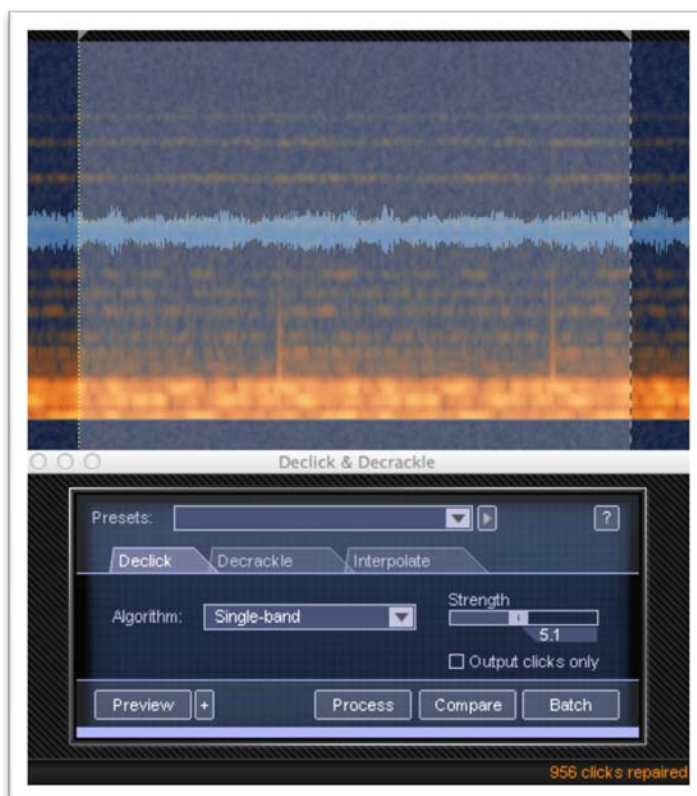 Declick & Decrackle
Presets:
?
Declick Decrackle Interpolate
Algorithm: Single-band
Strength
5.1
Output clicks only
Preview + Process Compare Batch
956 clicks repaired